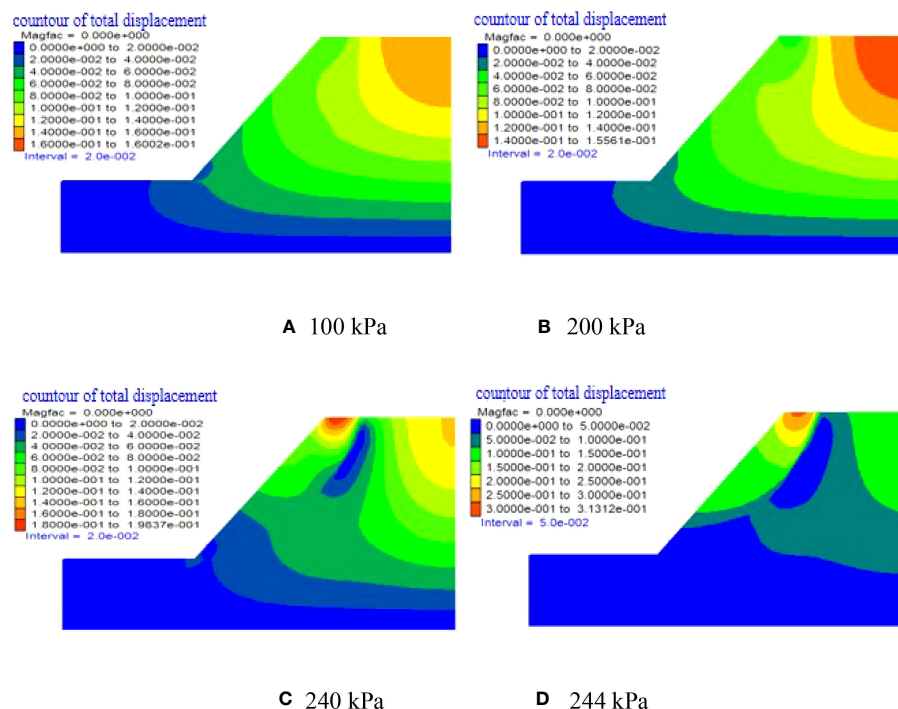 countour of total displacement
Magfac = 0.000e+000
0.0000e+000 to 2.0000e-002
2.0000e-002 to 4.0000e-002
4.0000e-002 to 6.0000e-002
6.0000e-002 to 8.0000e-002
8.0000e-002 to 1.0000e-001
1.0000e-001 to 1.2000e-001
1.2000e-001 to 1.4000e-001
1.4000e-001 to 1.6000e-001
1.6000e-001 to 1.6002e-001
Interval = 2.0e-002
A 100 kPa
countour of total displacement
Magfac = 0.000e+000
0.0000e+000 to 2.0000e-002
2.0000e-002 to 4.0000e-002
4.0000e-002 to 6.0000e-002
6.0000e-002 to 8.0000e-002
8.0000e-002 to 1.0000e-001
1.0000e-001 to 1.2000e-001
1.2000e-001 to 1.4000e-001
1.4000e-001 to 1.5561e-001
Interval = 2.0e-002
B 200 kPa
countour of total displacement
Magfac = 0.000e+000
0.0000e+000 to 2.0000e-002
2.0000e-002 to 4.0000e-002
4.0000e-002 to 6.0000e-002
6.0000e-002 to 8.0000e-002
8.0000e-002 to 1.0000e-001
1.0000e-001 to 1.2000e-001
1.2000e-001 to 1.4000e-001
1.4000e-001 to 1.6000e-001
1.6000e-001 to 1.8000e-001
1.8000e-001 to 1.9837e-001
Interval = 2.0e-002
C 240 kPa
countour of total displacement
Magfac = 0.000e+000
0.0000e+000 to 5.0000e-002
5.0000e-002 to 1.0000e-001
1.0000e-001 to 1.5000e-001
1.5000e-001 to 2.0000e-001
2.0000e-001 to 2.5000e-001
2.5000e-001 to 3.0000e-001
3.0000e-001 to 3.1312e-001
Interval = 5.0e-002
D 244 kPa